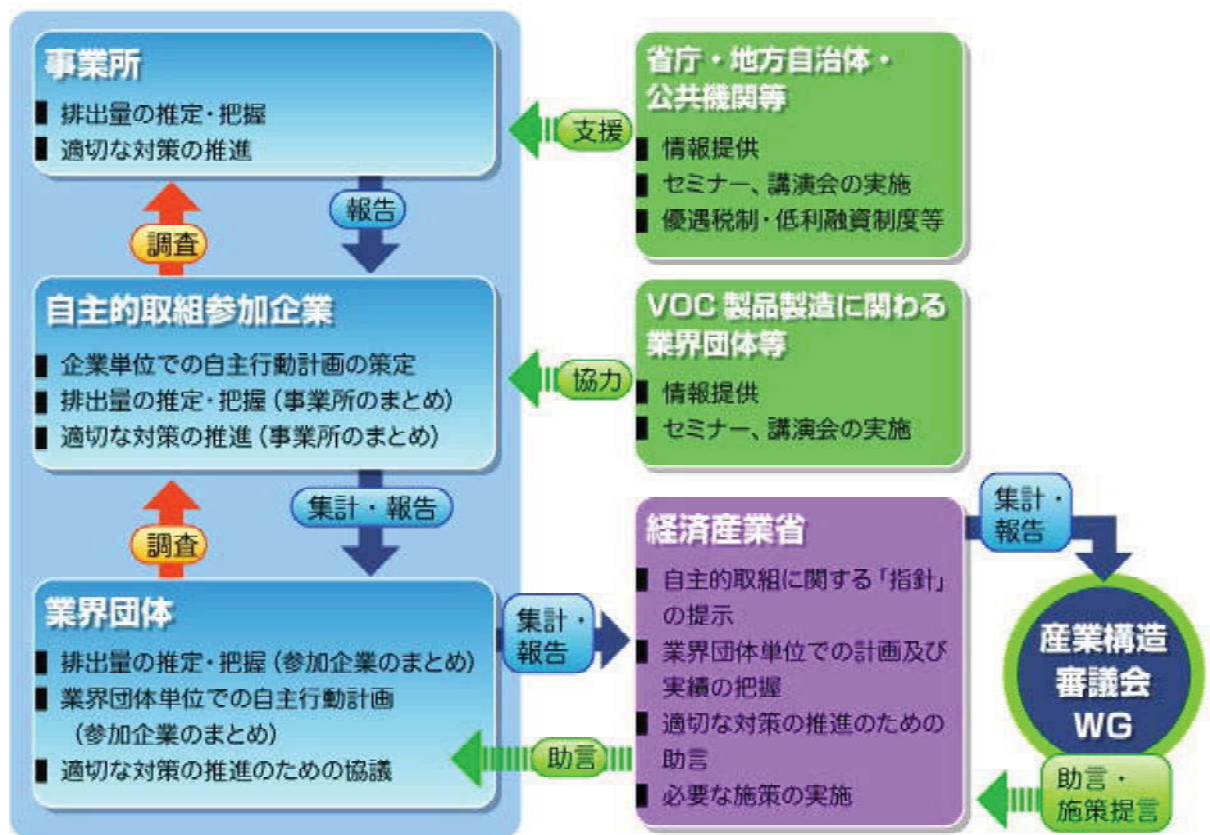 事業所
■ 排出量の推定・把握
■ 適切な対策の推進
調査
報告
自主的取組参加企業
■ 企業単位での自主行動計画の策定
■ 排出量の推定・把握（事業所のまとめ）
■ 適切な対策の推進（事業所のまとめ）
調査
集計・報告
業界団体
■ 排出量の推定・把握（参加企業のまとめ）
■ 業界団体単位での自主行動計画
（参加企業のまとめ）
■ 適切な対策の推進のための協議
支援
省庁・地方自治体・
公共機関等
■ 情報提供
■ セミナー、講演会の実施
■ 優遇税制・低利融資制度等
協力
VOC 製品製造に関わる
業界団体等
■ 情報提供
■ セミナー、講演会の実施
集計・
報告
助言
経済産業省
■ 自主的取組に関する「指針」
の提示
■ 業界団体単位での計画及び
実績の把握
■ 適切な対策の推進のための
助言
■ 必要な施策の実施
集計・
報告
産業構造
審議会
WG
助言・
施策提言